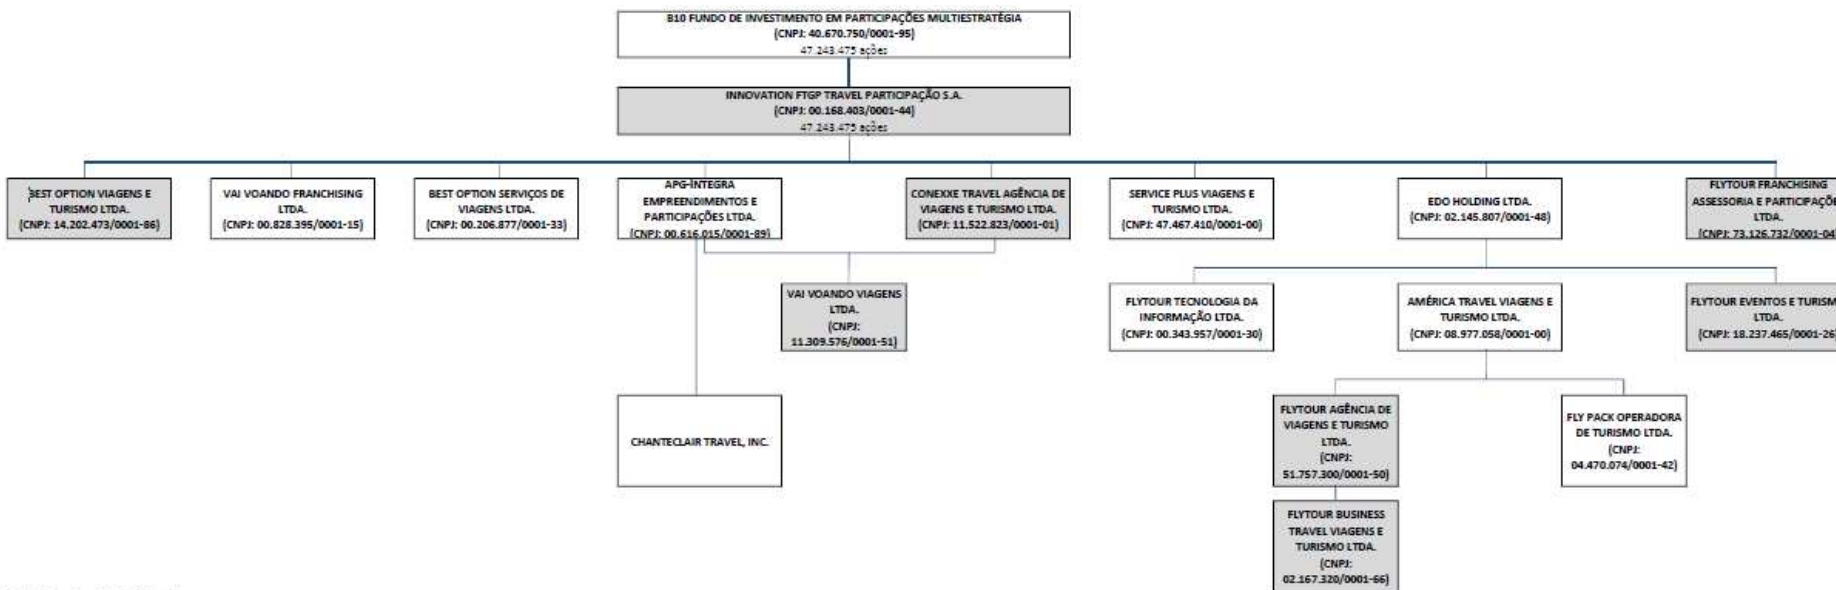 B10 FUNDO DE INVESTIMENTO EM PARTICIPAÇÕES MULTIESTRATÉGIA
(CNPJ: 40.670.750/0001-95)
47.243.475 ações
INNOVATION FTGP TRAVEL PARTICIPAÇÃO S.A.
(CNPJ: 00.168.403/0001-44)
47.243.475 ações
BEST OPTION VIAGENS E
TURISMO LTDA.
(CNPJ: 14.202.473/0001-86)
VAI VOANDO FRANCHISING
LTDA.
(CNPJ: 00.828.395/0001-15)
BEST OPTION SERVIÇOS DE
VIAGENS LTDA.
(CNPJ: 00.206.877/0001-33)
APG-INTEGRA
EMPREENDIMENTOS E
PARTICIPAÇÕES LTDA.
(CNPJ: 00.616.015/0001-89)
CONEXXE TRAVEL AGÊNCIA DE
VIAGENS E TURISMO LTDA.
(CNPJ: 11.522.823/0001-01)
SERVICE PLUS VIAGENS E
TURISMO LTDA.
(CNPJ: 47.467.410/0001-00)
EDO HOLDING LTDA.
(CNPJ: 02.145.807/0001-48)
FLYTOUR FRANCHISING
ASSESSORIA E PARTICIPAÇÕE
LTDA.
(CNPJ: 73.126.732/0001-04)
VAI VOANDO VIAGENS
LTDA.
(CNPJ:
11.309.576/0001-51)
FLYTOUR TECNOLOGIA DA
INFORMAÇÃO LTDA.
(CNPJ: 00.343.957/0001-30)
AMÉRICA TRAVEL VIAGENS E
TURISMO LTDA.
(CNPJ: 08.977.058/0001-00)
FLYTOUR EVENTOS E TURISM
LTDA.
(CNPJ: 18.237.465/0001-26)
CHANTECLAIR TRAVEL, INC.
FLYTOUR AGÊNCIA DE
VIAGENS E TURISMO
LTDA.
(CNPJ:
51.757.300/0001-50)
FLY PACK OPERADORA
DE TURISMO LTDA.
(CNPJ:
04.470.074/0001-42)
FLYTOUR BUSINESS
TRAVEL VIAGENS E
TURISMO LTDA.
(CNPJ:
02.167.320/0001-66)